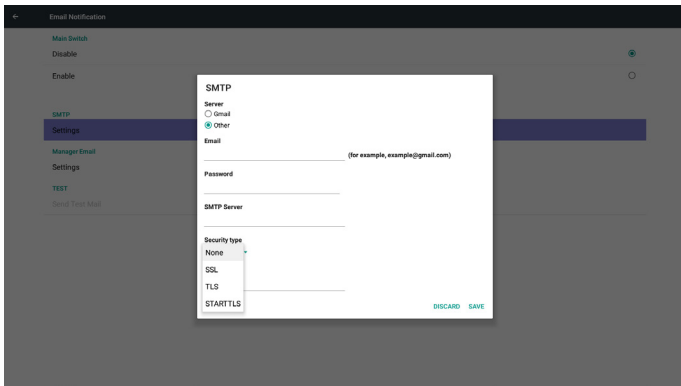 Email Notification
Main Switch
Disable
Enable
SMTP
Settings
Manager Email
Settings
TEST
Send Test Mail
SMTP
Server
Gmail
Other
Email
(for example, example@gmail.com)
Password
SMTP Server
Security type
None
SSL
TLS
STARTTLS
DISCARD SAVE